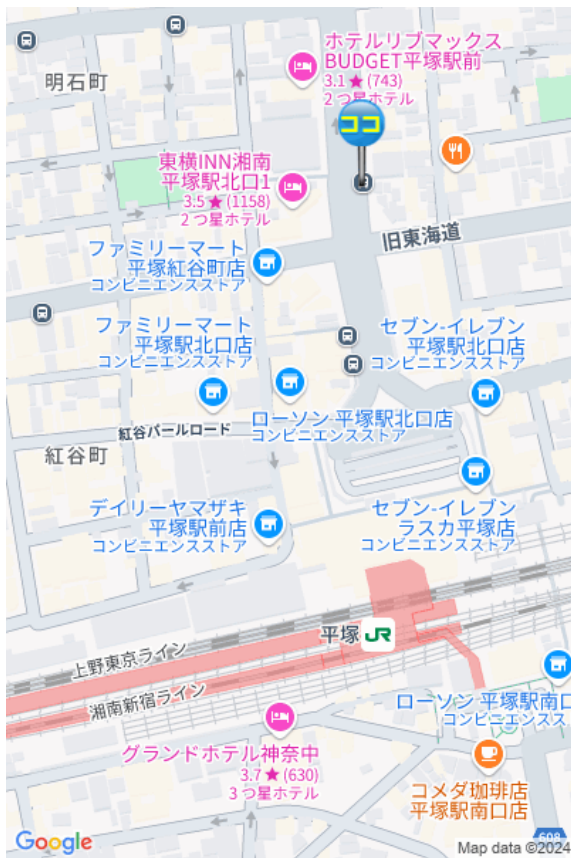 ホテルリブマックス
BUDGET平塚駅前
3.1★(743)
2 つ星ホテル
明石町
ココ
東横INN湘南
平塚駅北口1
3.5★(1158)
2 つ星ホテル
旧東海道
ファミリーマート
平塚紅谷町店
コンビニエンスストア
ファミリーマート
平塚駅北口店
コンビニエンスストア
セブン-イレブン
平塚駅北口店
コンビニエンスストア
ローソン 平塚駅北口店
コンビニエンスストア
紅谷パールロード
紅谷町
デイリーヤマザキ
平塚駅前店
コンビニエンスストア
セブン-イレブン
ラスカ平塚店
コンビニエンスストア
平塚 JR
上野東京ライン
湘南新宿ライン
ローソン 平塚駅南口
コンビニエンスス
グランドホテル神奈中
3.7★(630)
3 つ星ホテル
コメダ珈琲店
平塚駅南口店
608
Google
Map data ©2024